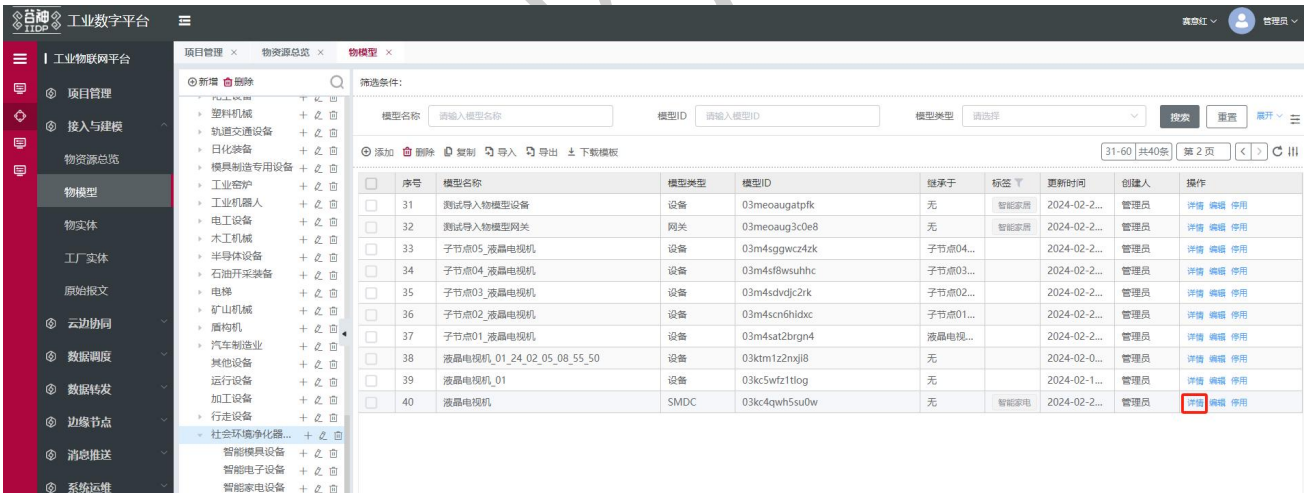 谷神 IIDP 工业数字平台 赛意红 管理员
工业物联网平台
项目管理
接入与建模
物资源总览
物模型
物实体
工厂实体
原始报文
云边协同
数据调度
数据转发
边缘节点
消息推送
系统运维
项目管理 × 物资源总览 × 物模型 ×
新增 删除
塑料机械
轨道交通设备
日化装备
模具制造专用设备
工业窑炉
工业机器人
电工设备
木工机械
半导体设备
石油开采装备
电梯
矿山机械
盾构机
汽车制造业
其他设备
运行设备
加工设备
行走设备
社会环境净化器...
智能模具设备
智能电子设备
智能家电设备
筛选条件:
模型名称 请输入模型名称 模型ID 请输入模型ID 模型类型 请选择 搜索 重置 展开
添加 删除 复制 导入 导出 下载模板 31-60 共40条 第 2 页 < >
序号 模型名称 模型类型 模型ID 继承于 标签 更新时间 创建人 操作
31 测试导入物模型设备 设备 03meoaugatpfk 无 智能家居 2024-02-2... 管理员 详情 编辑 停用
32 测试导入物模型网关 网关 03meoaug3c0e8 无 智能家居 2024-02-2... 管理员 详情 编辑 停用
33 子节点05_液晶电视机 设备 03m4sggwcz4zk 子节点04... 2024-02-2... 管理员 详情 编辑 停用
34 子节点04_液晶电视机 设备 03m4sf8wsuhhc 子节点03... 2024-02-2... 管理员 详情 编辑 停用
35 子节点03_液晶电视机 设备 03m4sdvdjc2rk 子节点02... 2024-02-2... 管理员 详情 编辑 停用
36 子节点02_液晶电视机 设备 03m4scn6hidxc 子节点01... 2024-02-2... 管理员 详情 编辑 停用
37 子节点01_液晶电视机 设备 03m4sat2brgn4 液晶电视... 2024-02-2... 管理员 详情 编辑 停用
38 液晶电视机_01_24_02_05_08_55_50 设备 03ktm1z2nxji8 无 2024-02-0... 管理员 详情 编辑 停用
39 液晶电视机_01 设备 03kc5wfz1tlog 无 2024-02-1... 管理员 详情 编辑 停用
40 液晶电视机 SMDC 03kc4qwh5su0w 无 智能家电 2024-02-2... 管理员 详情 编辑 停用